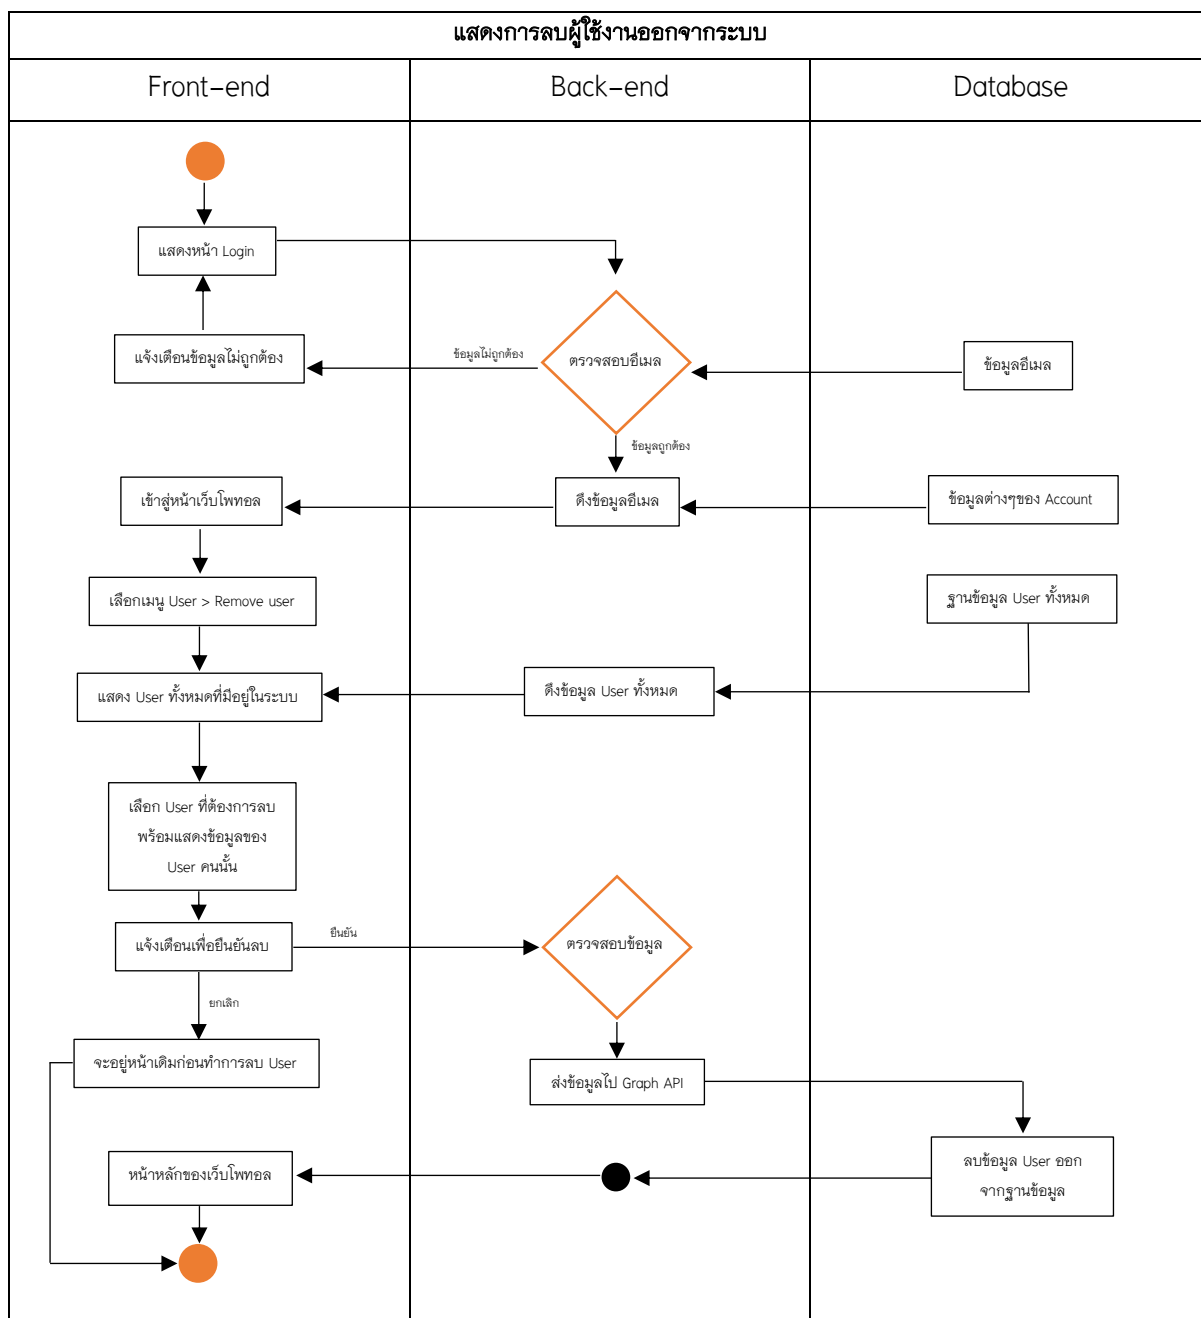 แสดงการลบผู้ใช้งานออกจากระบบ
Front-end
Back-end
Database
แสดงหน้า Login
แจ้งเตือนข้อมูลไม่ถูกต้อง
ข้อมูลไม่ถูกต้อง
ตรวจสอบอีเมล
ข้อมูลอีเมล
ข้อมูลถูกต้อง
เข้าสู่หน้าเว็บโพทอล
ดึงข้อมูลอีเมล
ข้อมูลต่างๆของ Account
เลือกเมนู User > Remove user
ฐานข้อมูล User ทั้งหมด
แสดง User ทั้งหมดที่มีอยู่ในระบบ
ดึงข้อมูล User ทั้งหมด
เลือก User ที่ต้องการลบ
พร้อมแสดงข้อมูลของ
User คนนั้น
แจ้งเตือนเพื่อยืนยันลบ
ยืนยัน
ตรวจสอบข้อมูล
ยกเลิก
จะอยู่หน้าเดิมก่อนทำการลบ User
ส่งข้อมูลไป Graph API
หน้าหลักของเว็บโพทอล
ลบข้อมูล User ออก
จากฐานข้อมูล